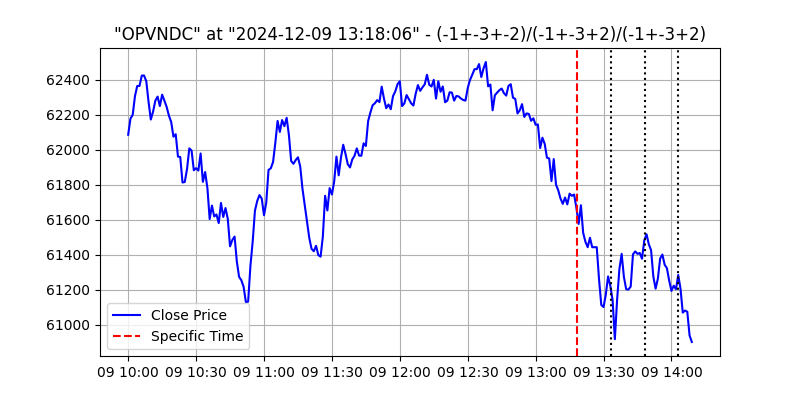 "OPVNDC" at "2024-12-09 13:18:06" - (-1+-3+-2)/(-1+-3+2)/(-1+-3+2)
62400
62200
62000
61800
61600
61400
61200
61000
Close Price
Specific Time
09 10:00 09 10:30 09 11:00 09 11:30 09 12:00 09 12:30 09 13:00 09 13:30 09 14:00